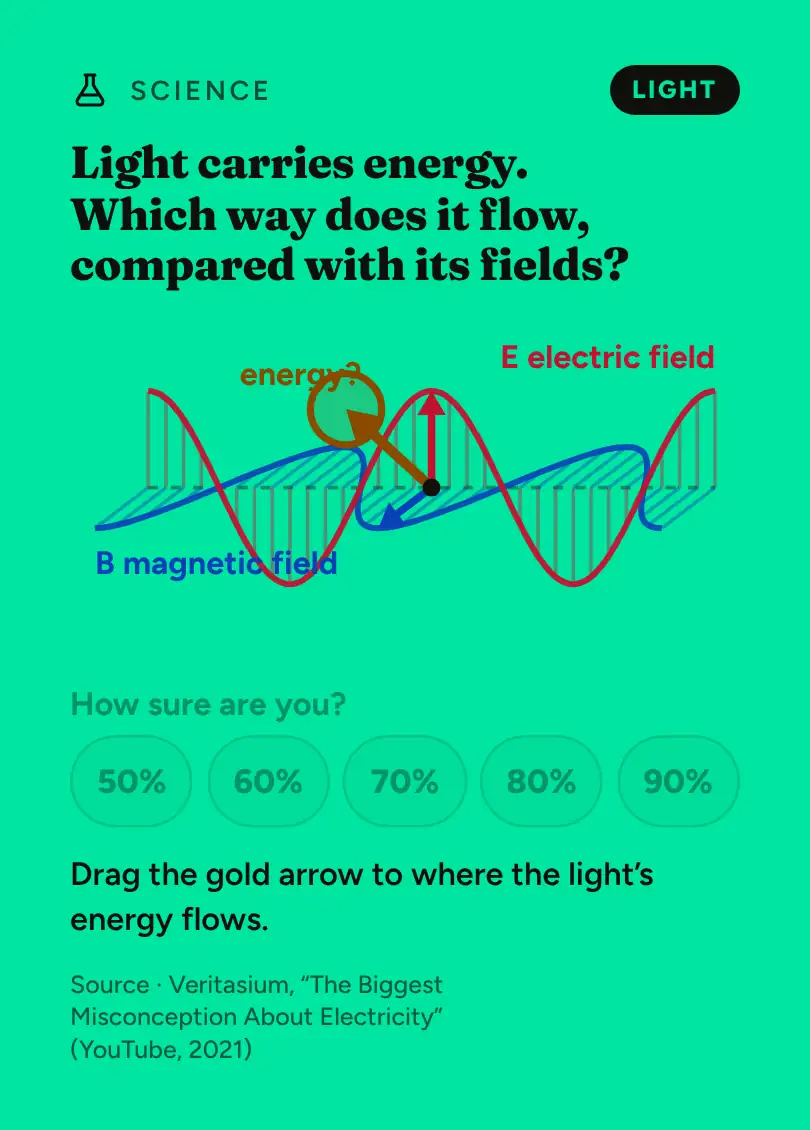 SCIENCE
LIGHT
Light carries energy.
Which way does it flow,
compared with its fields?
E electric field
energy?
B magnetic field
How sure are you?
50% 60% 70% 80% 90%
Drag the gold arrow to where the light’s
energy flows.
Source · Veritasium, “The Biggest
Misconception About Electricity”
(YouTube, 2021)